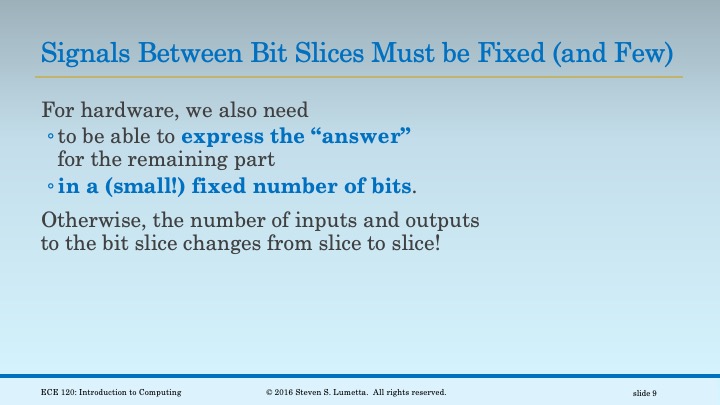 Signals Between Bit Slices Must be Fixed (and Few)
For hardware, we also need
◦to be able to express the “answer”
for the remaining part
◦in a (small!) fixed number of bits.
Otherwise, the number of inputs and outputs
to the bit slice changes from slice to slice!
ECE 120: Introduction to Computing
© 2016 Steven S. Lumetta.  All rights reserved.
slide 9